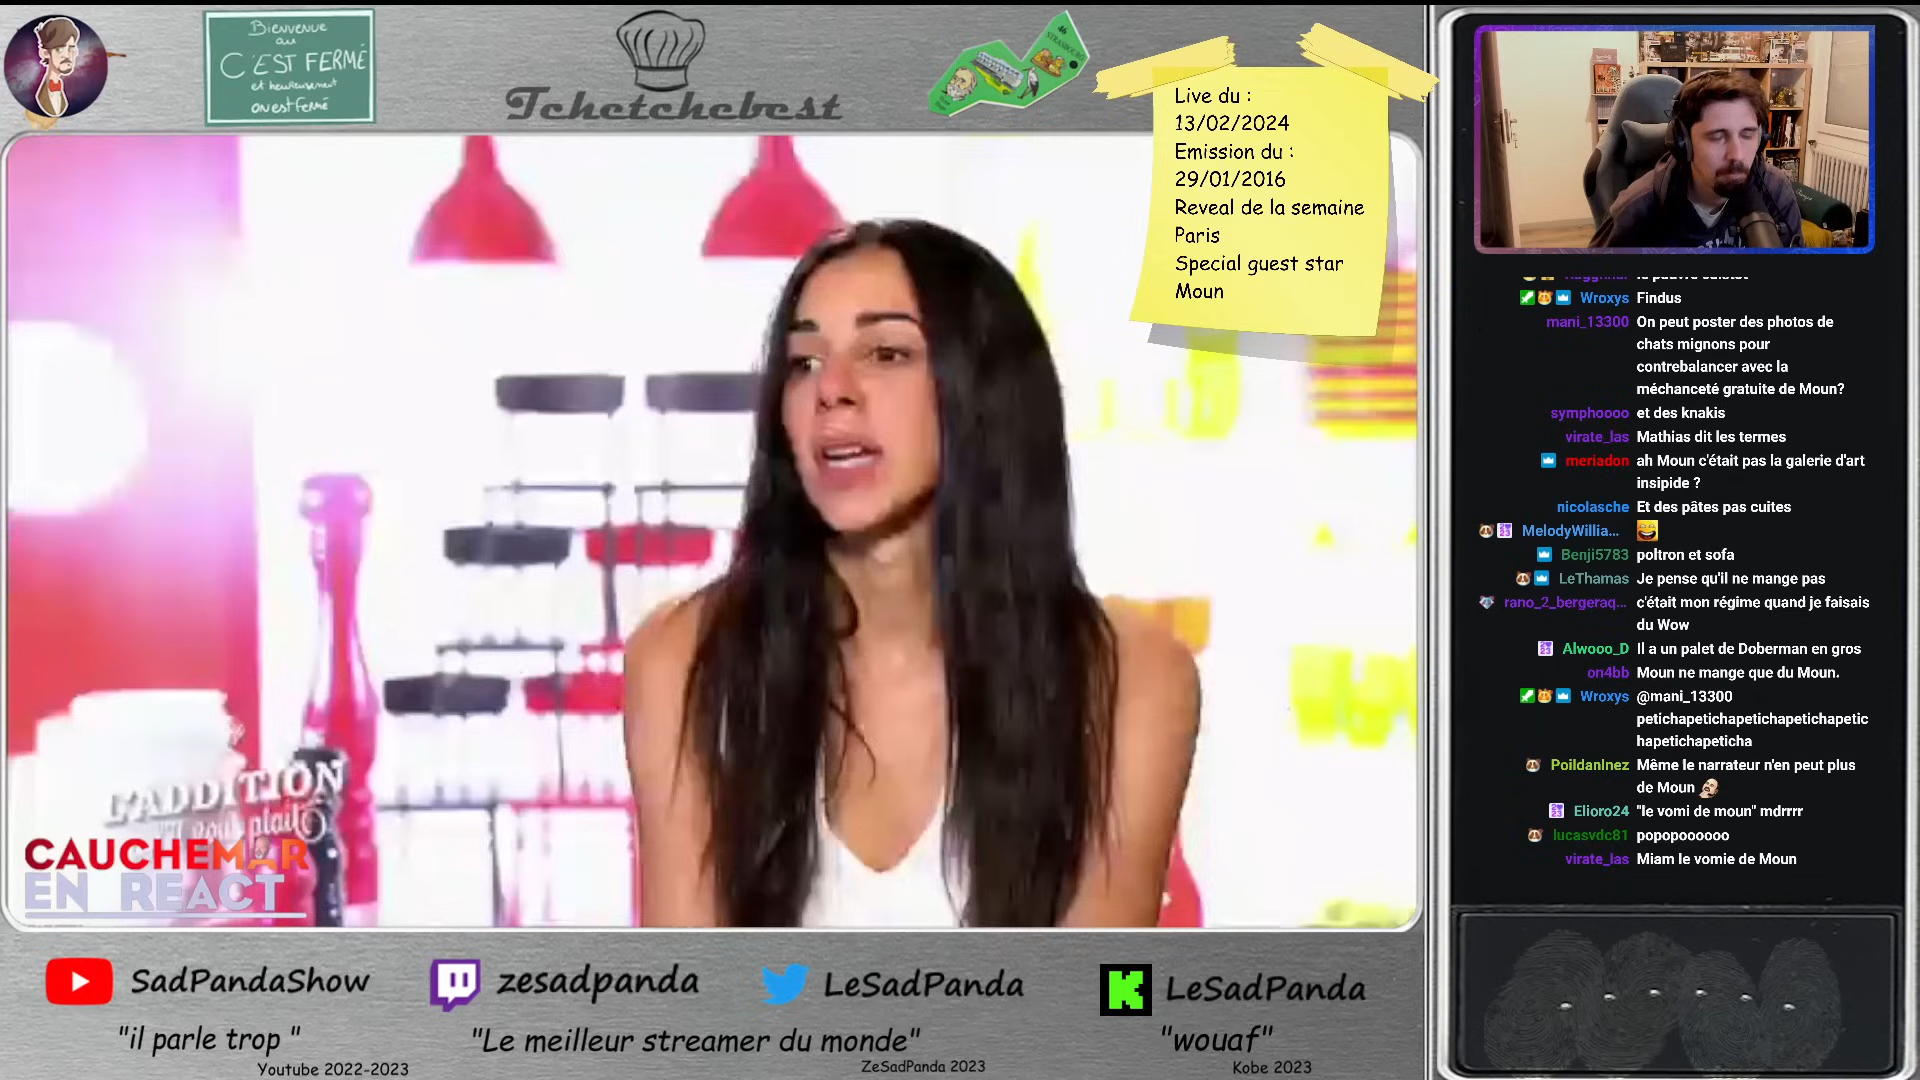 Bienvenue
au
C'EST FERMÉ
et heureusement
on est fermé
Tchetchebest
STRASBOURG
Live du :
13/02/2024
Emission du :
29/01/2016
Reveal de la semaine
Paris
Special guest star
Moun
L'ADDITION
s'il vous plaît
CAUCHEMAR
EN REACT
SadPandaShow
"il parle trop "
Youtube 2022-2023
zesadpanda
"Le meilleur streamer du monde"
ZeSadPanda 2023
LeSadPanda
LeSadPanda
"wouaf"
Kobe 2023
Wroxys Findus
mani_13300 On peut poster des photos de
chats mignons pour
contrebalancer avec la
méchanceté gratuite de Moun?
symphoooo et des knakis
virate_las Mathias dit les termes
meriadon ah Moun c'était pas la galerie d'art
insipide ?
nicolasche Et des pâtes pas cuites
MelodyWillia...
Benji5783 poltron et sofa
LeThamas Je pense qu'il ne mange pas
rano_2_bergeraq... c'était mon régime quand je faisais
du Wow
Alwooo_D Il a un palet de Doberman en gros
on4bb Moun ne mange que du Moun.
Wroxys @mani_13300
petichapetichapetichapetichapetic
hapetichapeticha
PoildanInez Même le narrateur n'en peut plus
de Moun
Elioro24 "le vomi de moun" mdrrrr
lucasvdc81 popopoooooo
virate_las Miam le vomie de Moun